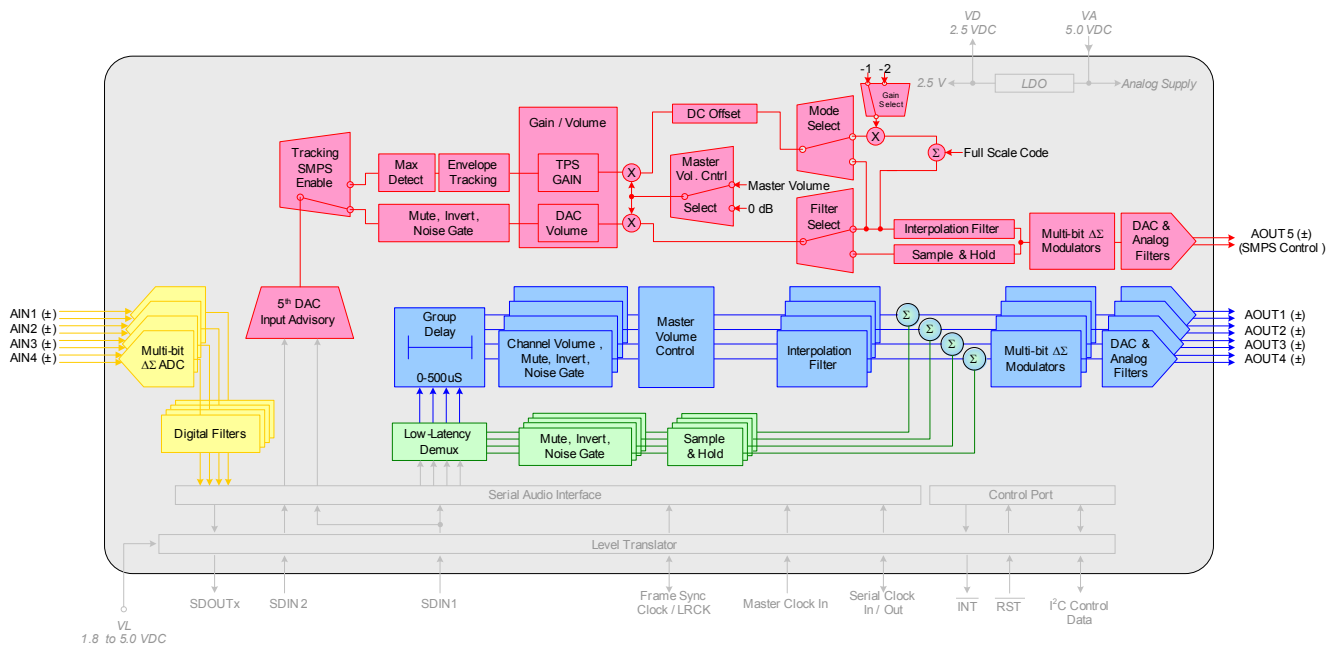 VD
2.5 VDC
VA
5.0 VDC
2.5 V
LDO
Analog Supply
-1
-2
Gain
Select
Mode
Select
DC Offset
X
Σ
Full Scale Code
Gain / Volume
Tracking
SMPS
Enable
Max
Detect
Envelope
Tracking
TPS
GAIN
X
Master
Vol. Cntrl
Select
Master Volume
0 dB
Mute, Invert,
Noise Gate
DAC
Volume
X
Filter
Select
Interpolation Filter
Sample & Hold
Multi-bit ΔΣ
Modulators
DAC &
Analog
Filters
AOUT5 (±)
(SMPS Control)
5th DAC
Input Advisory
AIN1 (±)
AIN2 (±)
AIN3 (±)
AIN4 (±)
Multi-bit
ΔΣ ADC
Digital Filters
Group
Delay
0-500uS
Channel Volume,
Mute, Invert,
Noise Gate
Master
Volume
Control
Interpolation
Filter
Σ
Σ
Σ
Σ
Multi-bit ΔΣ
Modulators
DAC &
Analog
Filters
AOUT1 (±)
AOUT2 (±)
AOUT3 (±)
AOUT4 (±)
Low-Latency
Demux
Mute, Invert,
Noise Gate
Sample
& Hold
Serial Audio Interface
Control Port
Level Translator
VL
1.8 to 5.0 VDC
SDOUTx
SDIN2
SDIN1
Frame Sync
Clock / LRCK
Master Clock In
Serial Clock
In / Out
INT
RST
I²C Control
Data